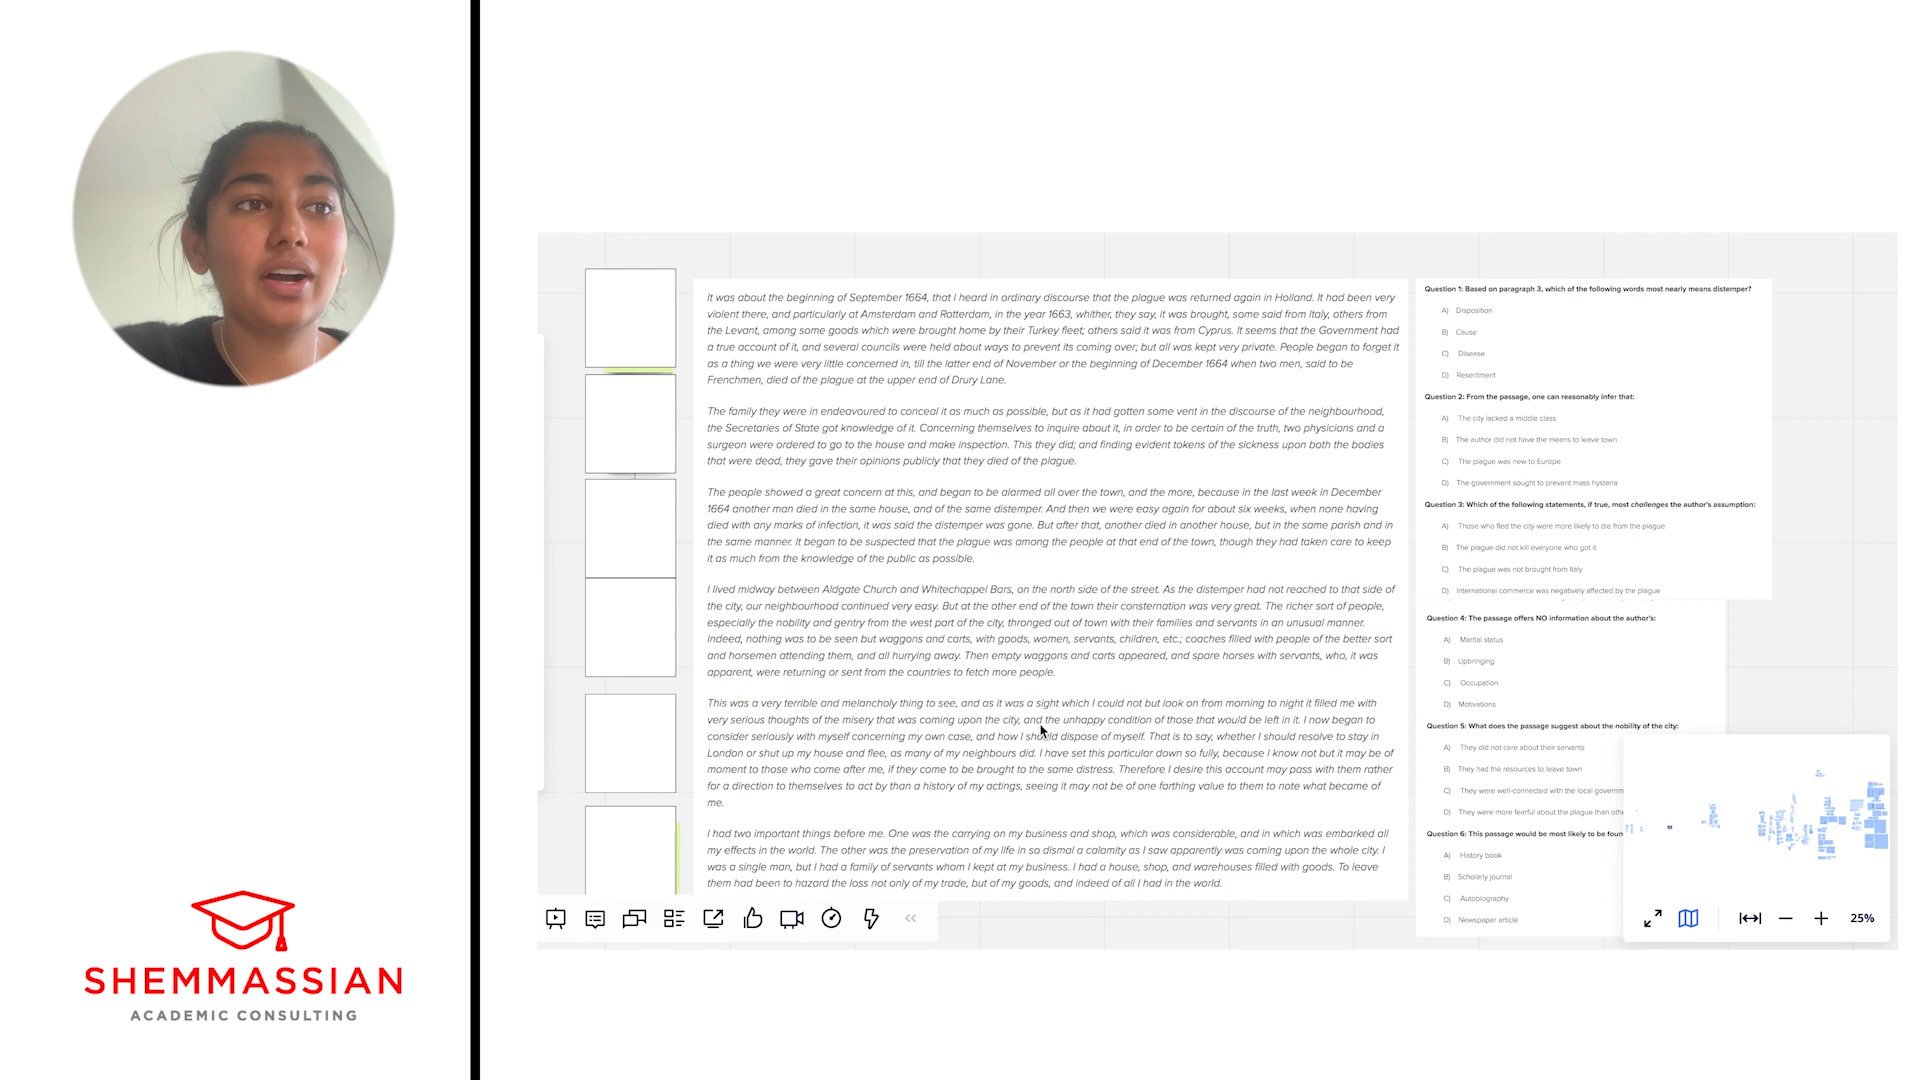 It was about the beginning of September 1664, that I heard in ordinary discourse that the plague was returned again in Holland. It had been very
violent there, and particularly at Amsterdam and Rotterdam, in the year 1663, whither, they say, it was brought, some said from Italy, others from
the Levant, among some goods which were brought home by their Turkey fleet; others said it was from Cyprus. It seems that the Government had
a true account of it, and several councils were held about ways to prevent its coming over; but all was kept very private. People began to forget it
as a thing we were very little concerned in, till the latter end of November or the beginning of December 1664 when two men, said to be
Frenchmen, died of the plague at the upper end of Drury Lane.
The family they were in endeavoured to conceal it as much as possible, but as it had gotten some vent in the discourse of the neighbourhood,
the Secretaries of State got knowledge of it. Concerning themselves to inquire about it, in order to be certain of the truth, two physicians and a
surgeon were ordered to go to the house and make inspection. This they did; and finding evident tokens of the sickness upon both the bodies
that were dead, they gave their opinions publicly that they died of the plague.
The people showed a great concern at this, and began to be alarmed all over the town, and the more, because in the last week in December
1664 another man died in the same house, and of the same distemper. And then we were easy again for about six weeks, when none having
died with any marks of infection, it was said the distemper was gone. But after that, another died in another house, but in the same parish and in
the same manner. It began to be suspected that the plague was among the people at that end of the town, though they had taken care to keep
it as much from the knowledge of the public as possible.
I lived midway between Aldgate Church and Whitechappel Bars, on the north side of the street. As the distemper had not reached to that side of
the city, our neighbourhood continued very easy. But at the other end of the town their consternation was very great. The richer sort of people,
especially the nobility and gentry from the west part of the city, thronged out of town with their families and servants in an unusual manner.
Indeed, nothing was to be seen but waggons and carts, with goods, women, servants, children, etc.; coaches filled with people of the better sort
and horsemen attending them, and all hurrying away. Then empty waggons and carts appeared, and spare horses with servants, who, it was
apparent, were returning or sent from the countries to fetch more people.
This was a very terrible and melancholy thing to see, and as it was a sight which I could not but look on from morning to night it filled me with
very serious thoughts of the misery that was coming upon the city, and the unhappy condition of those that would be left in it. I now began to
consider seriously with myself concerning my own case, and how I should dispose of myself. That is to say, whether I should resolve to stay in
London or shut up my house and flee, as many of my neighbours did. I have set this particular down so fully, because I know not but it may be of
moment to those who come after me, if they come to be brought to the same distress. Therefore I desire this account may pass with them rather
for a direction to themselves to act by than a history of my actings, seeing it may not be of one farthing value to them to note what became of
me.
I had two important things before me. One was the carrying on my business and shop, which was considerable, and in which was embarked all
my effects in the world. The other was the preservation of my life in so dismal a calamity as I saw apparently was coming upon the whole city. I
was a single man, but I had a family of servants whom I kept at my business. I had a house, shop, and warehouses filled with goods. To leave
them had been to hazard the loss not only of my trade, but of my goods, and indeed of all I had in the world.
Question 1: Based on paragraph 3, which of the following words most nearly means distemper?
A) Disposition
B) Cause
C) Disease
D) Resentment
Question 2: From the passage, one can reasonably infer that:
A) The city lacked a middle class
B) The author did not have the means to leave town
C) The plague was new to Europe
D) The government sought to prevent mass hysteria
Question 3: Which of the following statements, if true, most challenges the author's assumption:
A) Those who fled the city were more likely to die from the plague
B) The plague did not kill everyone who got it
C) The plague was not brought from Italy
D) International commerce was negatively affected by the plague
Question 4: The passage offers NO information about the author's:
A) Marital status
B) Upbringing
C) Occupation
D) Motivations
Question 5: What does the passage suggest about the nobility of the city:
A) They did not care about their servants
B) They had the resources to leave town
C) They were well-connected with the local governm
D) They were more fearful about the plague than othe
Question 6: This passage would be most likely to be foun
A) History book
B) Scholarly journal
C) Autobiography
D) Newspaper article
25%
SHEMMASSIAN
ACADEMIC CONSULTING